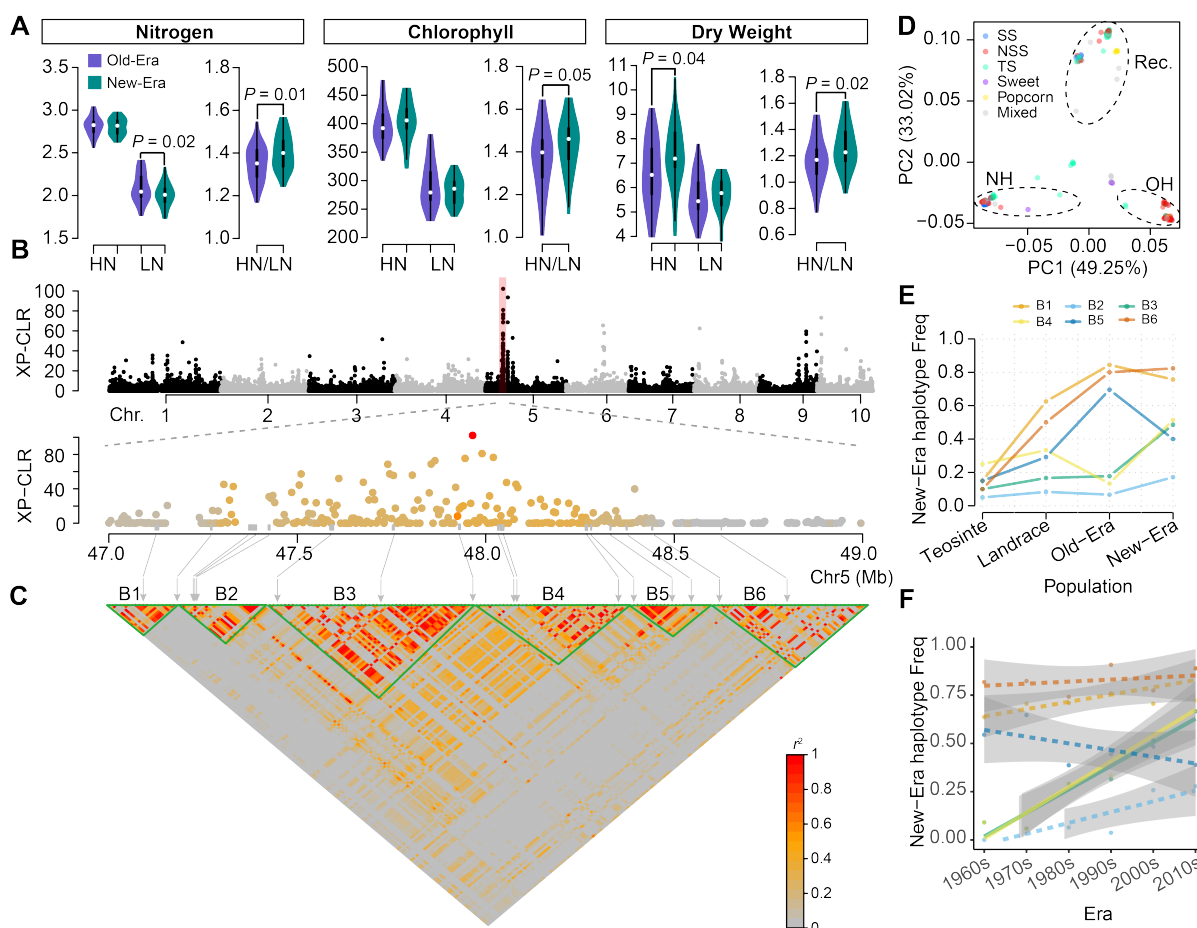 A
Nitrogen
Chlorophyll
Dry Weight
Old-Era
New-Era
3.5
3.0
2.5
2.0
1.5
P = 0.02
HN
LN
1.8
1.6
1.4
1.2
1.0
P = 0.01
HN/LN
500
450
400
350
300
250
200
HN
LN
1.8
1.6
1.4
1.2
1.0
P = 0.05
HN/LN
12
11
10
9
8
7
6
5
4
P = 0.04
HN
LN
1.8
1.6
1.4
1.2
1.0
0.8
0.6
P = 0.02
HN/LN
B
XP-CLR
100
80
60
40
20
0
Chr.
1
2
3
4
5
6
7
8
9
10
XP-CLR
80
40
0
47.0
47.5
48.0
48.5
49.0
Chr5 (Mb)
C
B1
B2
B3
B4
B5
B6
r²
1
0.8
0.6
0.4
0.2
0
D
PC2 (33.02%)
0.10
0.05
0.00
−0.05
SS
NSS
TS
Sweet
Popcorn
Mixed
Rec.
NH
OH
−0.05
0.00
0.05
PC1 (49.25%)
E
B1
B2
B3
B4
B5
B6
New-Era haplotype Freq
1.0
0.8
0.6
0.4
0.2
0.0
Teosinte
Landrace
Old-Era
New-Era
Population
F
New-Era haplotype Freq
1.00
0.75
0.50
0.25
0.00
1960s
1970s
1980s
1990s
2000s
2010s
Era